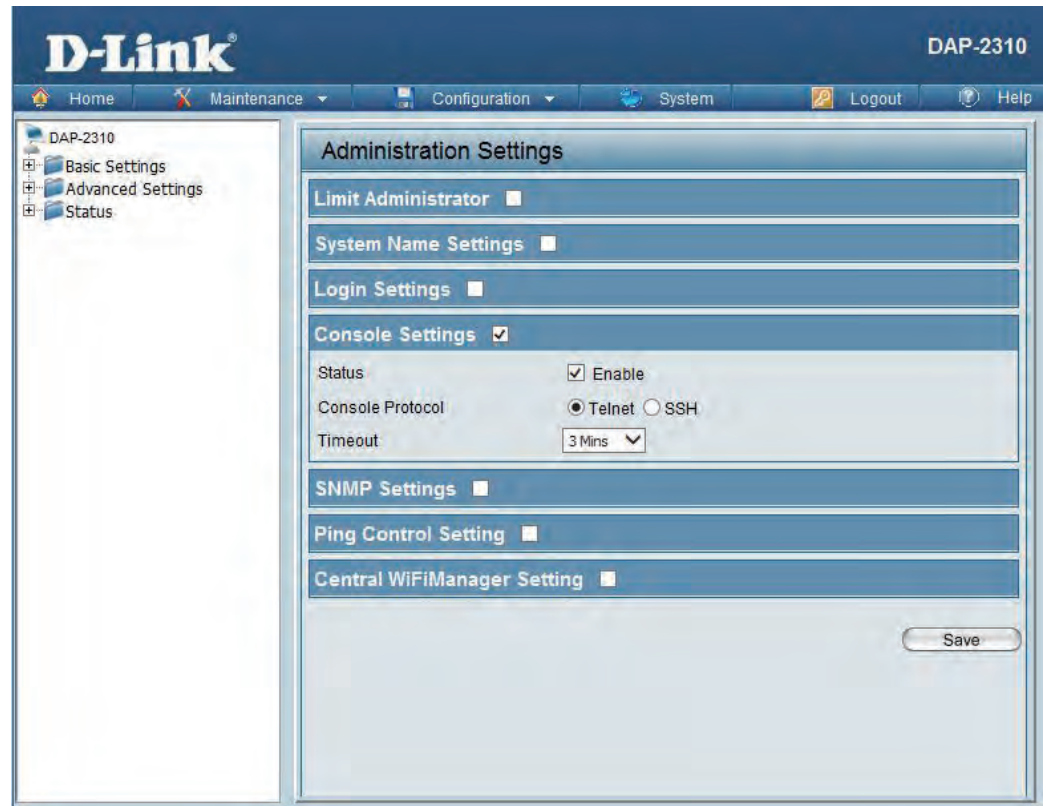 D-Link®
DAP-2310
Home Maintenance Configuration System Logout Help
DAP-2310
Basic Settings
Advanced Settings
Status
Administration Settings
Limit Administrator
System Name Settings
Login Settings
Console Settings
Status Enable
Console Protocol Telnet SSH
Timeout 3 Mins
SNMP Settings
Ping Control Setting
Central WiFiManager Setting
Save